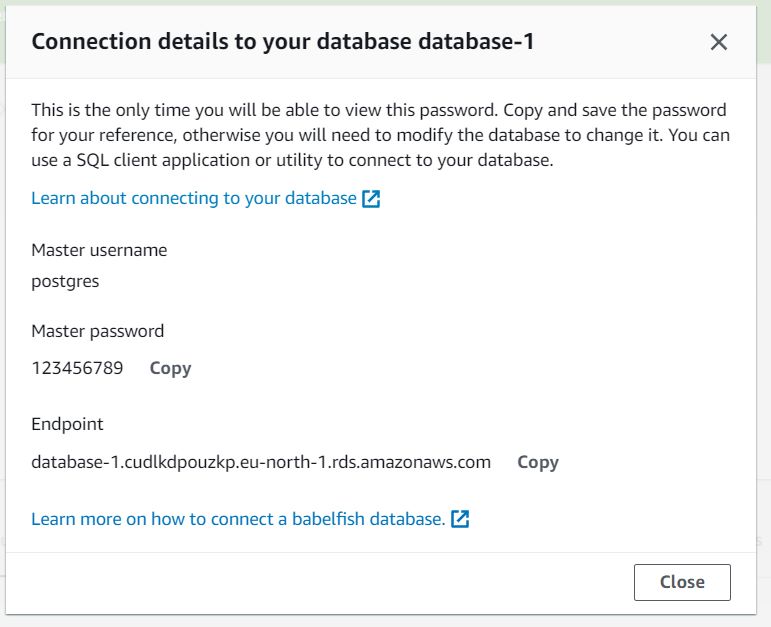 Connection details to your database database-1
This is the only time you will be able to view this password. Copy and save the password
for your reference, otherwise you will need to modify the database to change it. You can
use a SQL client application or utility to connect to your database.
Learn about connecting to your database
Master username
postgres
Master password
123456789 Copy
Endpoint
database-1.cudlkdpouzkp.eu-north-1.rds.amazonaws.com Copy
Learn more on how to connect a babelfish database.
Close